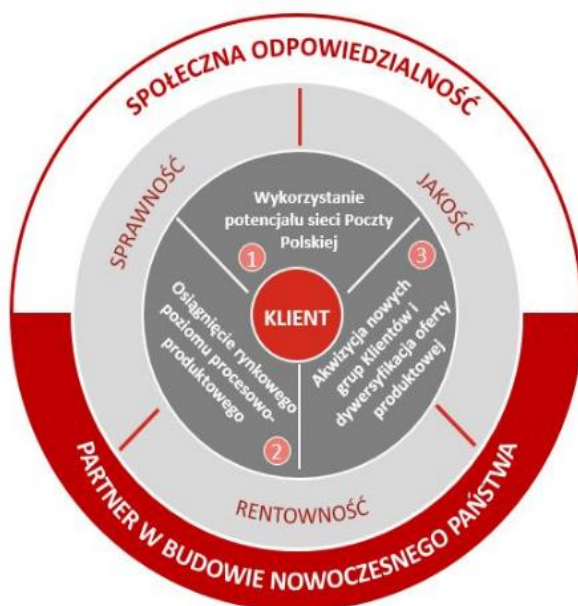 SPOŁECZNA ODPOWIEDZIALNOŚĆ
SPRAWNOŚĆ
JAKOŚĆ
Wykorzystanie
potencjału sieci Poczty
Polskiej
1
3
KLIENT
Osiągnięcie rynkowego
poziomu procesowo-
produktowego
2
Akwizycja nowych
grup Klientów i
dywersyfikacja oferty
produktowej
RENTOWNOŚĆ
PARTNER W BUDOWIE NOWOCZESNEGO PAŃSTWA